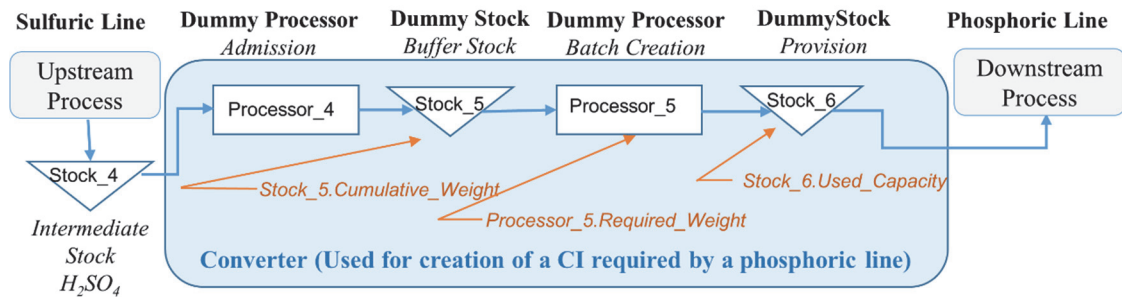 Sulfuric Line
Dummy Processor
Dummy Stock
Dummy Processor
DummyStock
Phosphoric Line
Admission
Buffer Stock
Batch Creation
Provision
Upstream
Process
Downstream
Process
Processor_4
Stock_5
Processor_5
Stock_6
Stock_4
Stock_5.Cumulative_Weight
Stock_6.Used_Capacity
Processor_5.Required_Weight
Intermediate
Stock
H₂SO₄
Converter (Used for creation of a CI required by a phosphoric line)